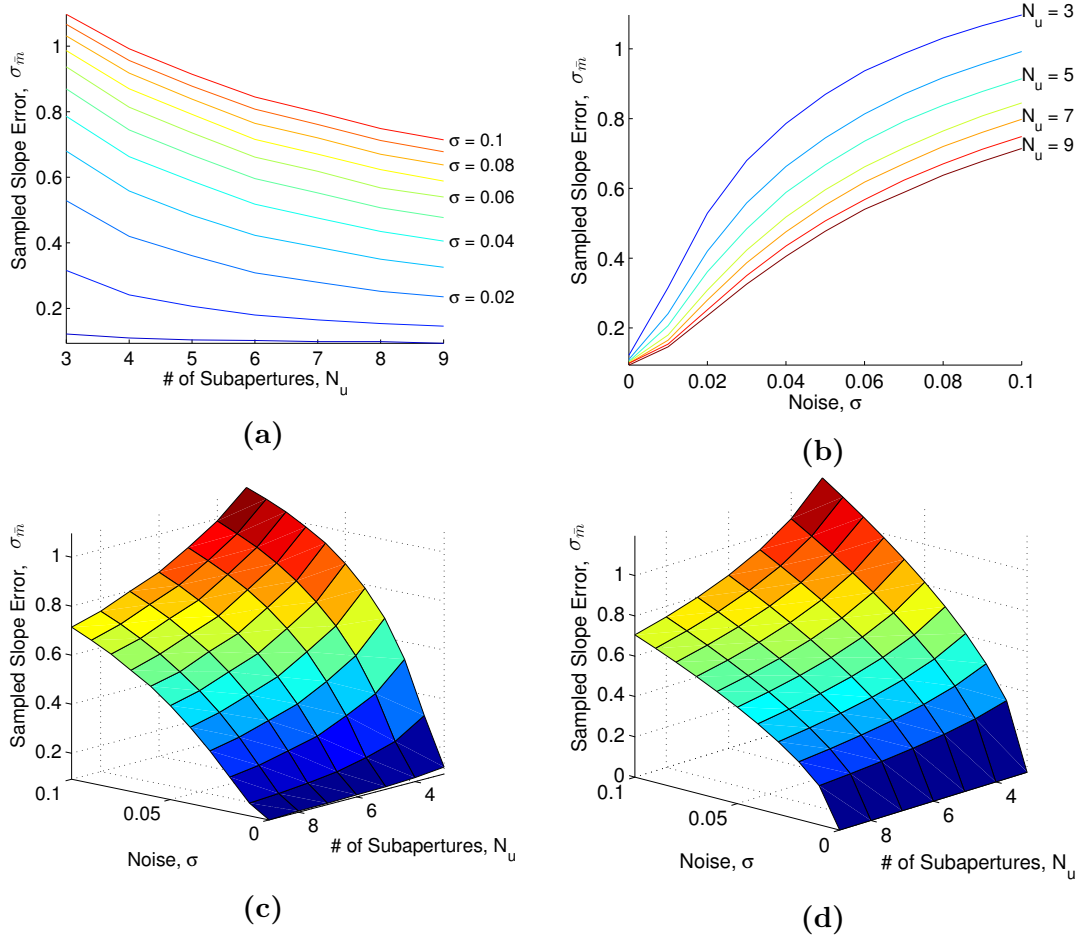 Sampled Slope Error, σ_m̄
1
0.8
0.6
0.4
0.2
3 4 5 6 7 8 9
# of Subapertures, N_u
σ = 0.1
σ = 0.08
σ = 0.06
σ = 0.04
σ = 0.02
(a)
Sampled Slope Error, σ_m̄
1
0.8
0.6
0.4
0.2
0 0.02 0.04 0.06 0.08 0.1
Noise, σ
N_u = 3
N_u = 5
N_u = 7
N_u = 9
(b)
Sampled Slope Error, σ_m̄
1
0.8
0.6
0.4
0.2
0.1 0.05 0
8 6 4
Noise, σ
# of Subapertures, N_u
(c)
Sampled Slope Error, σ_m̄
1
0.8
0.6
0.4
0.2
0
0.1 0.05 0
8 6 4
Noise, σ
# of Subapertures, N_u
(d)